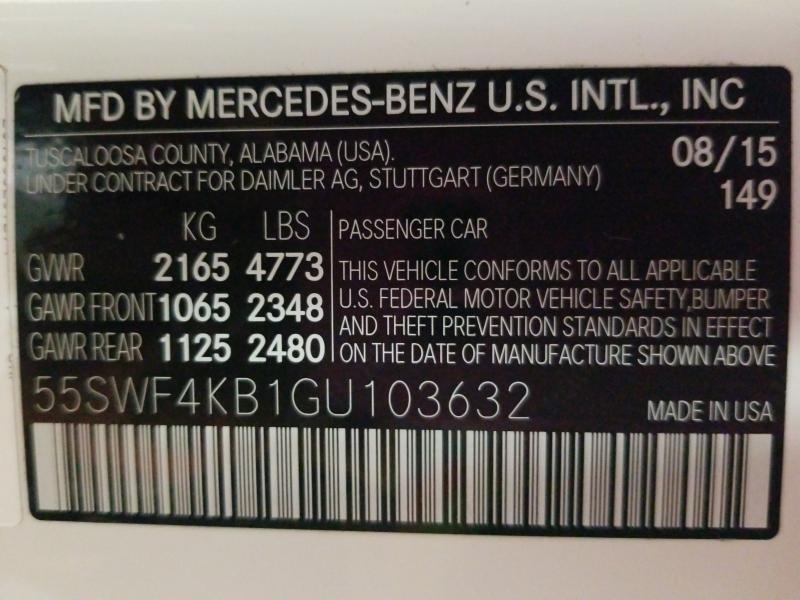 MFD BY MERCEDES-BENZ U.S. INTL., INC
TUSCALOOSA COUNTY, ALABAMA (USA).
UNDER CONTRACT FOR DAIMLER AG, STUTTGART (GERMANY)
08/15
149
KG LBS
GVWR 2165 4773
GAWR FRONT 1065 2348
GAWR REAR 1125 2480
PASSENGER CAR
THIS VEHICLE CONFORMS TO ALL APPLICABLE
U.S. FEDERAL MOTOR VEHICLE SAFETY,BUMPER
AND THEFT PREVENTION STANDARDS IN EFFECT
ON THE DATE OF MANUFACTURE SHOWN ABOVE
55SWF4KB1GU103632
MADE IN USA